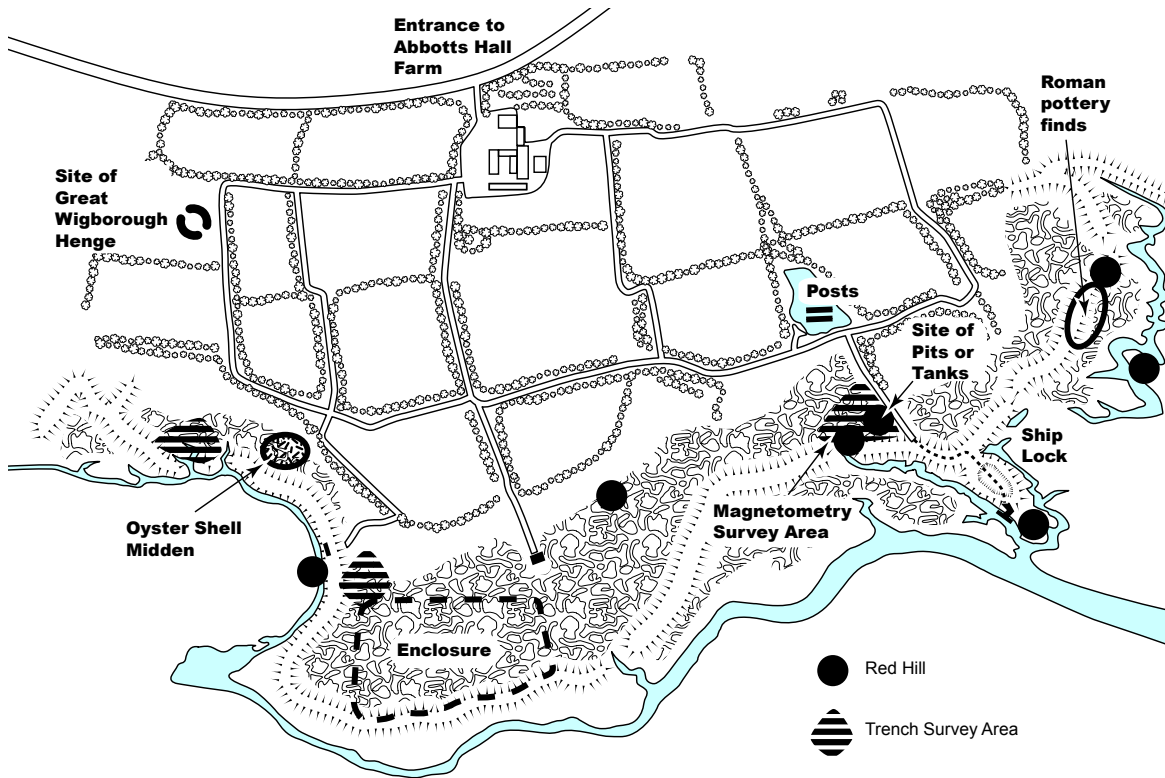 Entrance to
Abbotts Hall
Farm
Roman
pottery
finds
Site of
Great
Wigborough
Henge
Posts
Site of
Pits or
Tanks
Ship
Lock
Oyster Shell
Midden
Magnetometry
Survey Area
Enclosure
Red Hill
Trench Survey Area